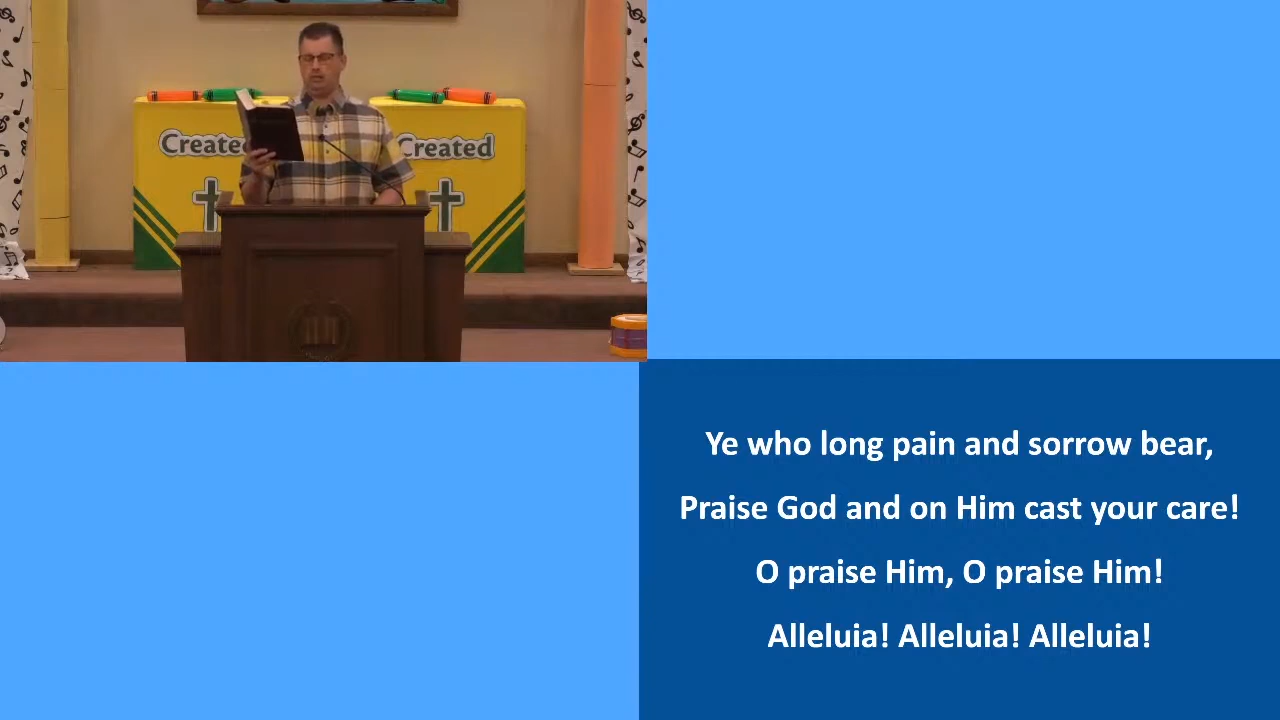 Created
Created
Ye who long pain and sorrow bear,
Praise God and on Him cast your care!
O praise Him, O praise Him!
Alleluia! Alleluia! Alleluia!